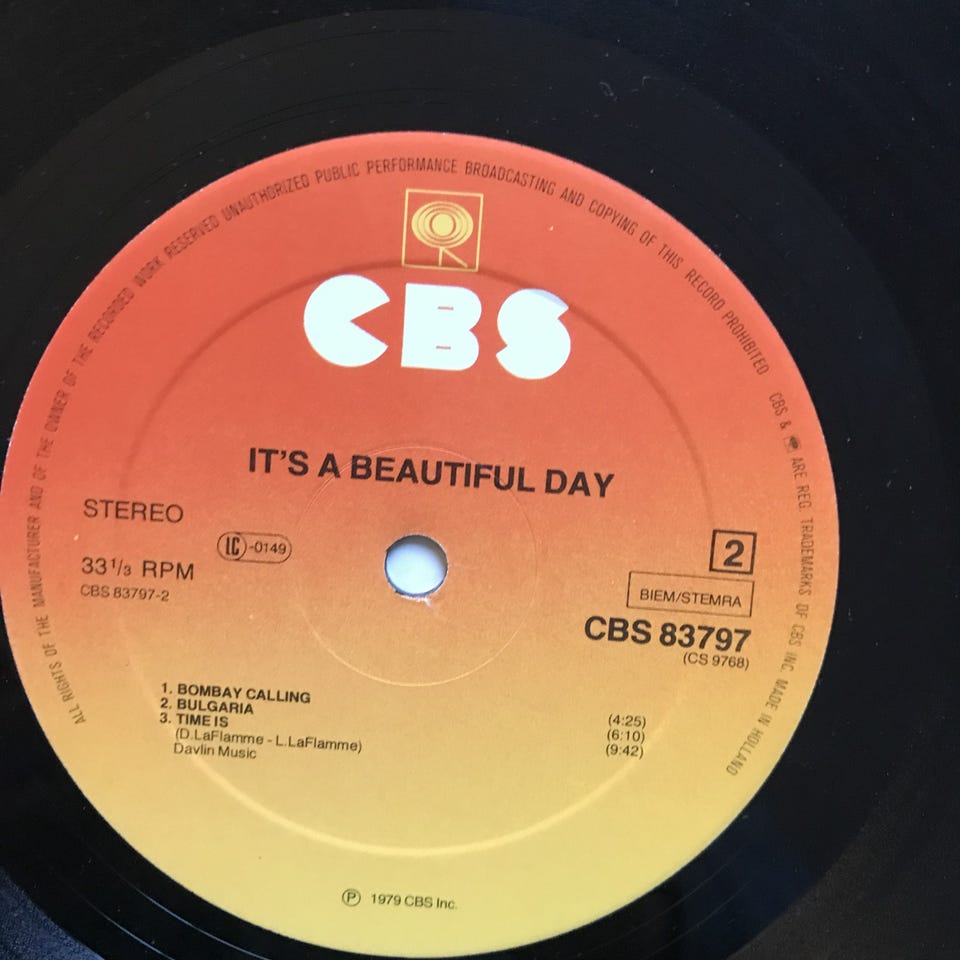 ALL RIGHTS OF THE MANUFACTURER AND OF THE OWNER OF THE RECORDED WORK RESERVED UNAUTHORIZED PUBLIC PERFORMANCE BROADCASTING AND COPYING OF THIS RECORD PROHIBITED CBS & ARE REG. TRADEMARKS OF CBS INC. MADE IN HOLLAND
CBS
IT'S A BEAUTIFUL DAY
STEREO
LC-0149
33 1/3 RPM
CBS 83797-2
2
BIEM/STEMRA
CBS 83797
(CS 9768)
1. BOMBAY CALLING (4:25)
2. BULGARIA (6:10)
3. TIME IS (9:42)
(D.LaFlamme - L.LaFlamme)
Davlin Music
Ⓟ 1979 CBS Inc.